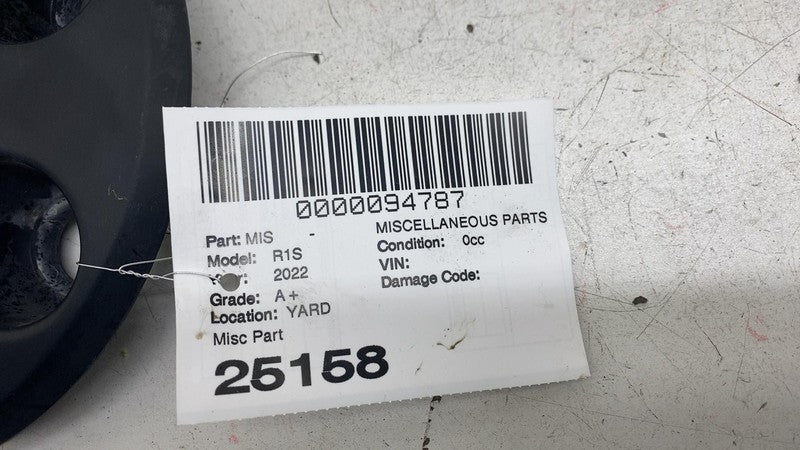 0000094787
MISCELLANEOUS PARTS
Part: MIS -
Condition: 0cc
Model: R1S
VIN:
2022
Damage Code:
Grade: A+
Location: YARD
Misc Part
25158